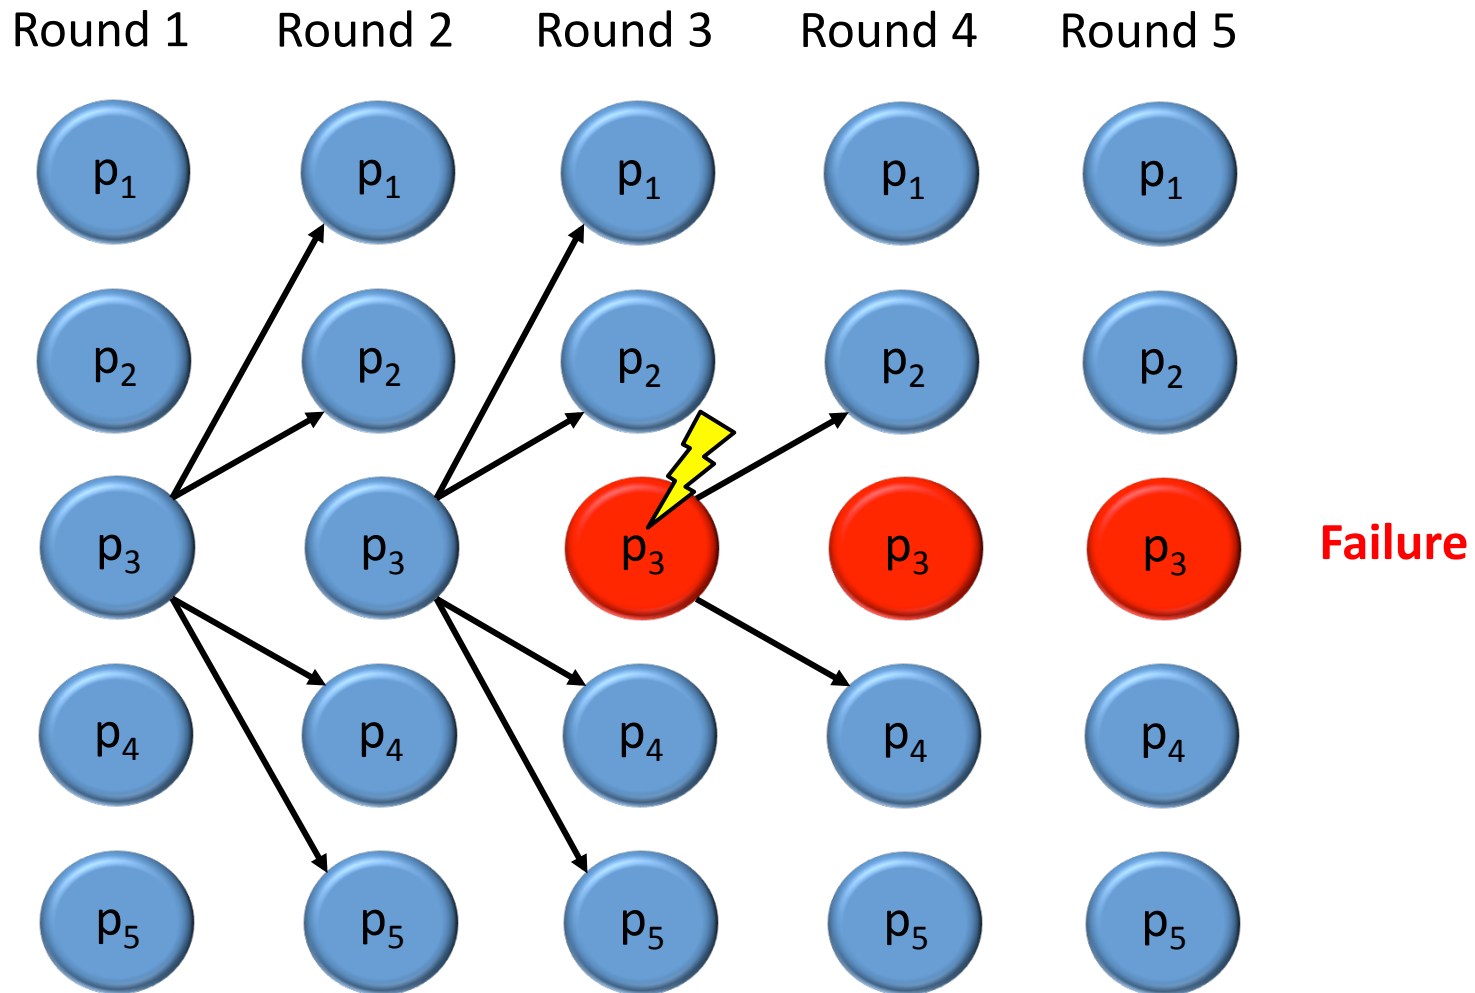 Round 1 Round 2 Round 3 Round 4 Round 5
p₁ p₁ p₁ p₁ p₁
p₂ p₂ p₂ p₂ p₂
p₃ p₃ p₃ p₃ p₃ Failure
p₄ p₄ p₄ p₄ p₄
p₅ p₅ p₅ p₅ p₅